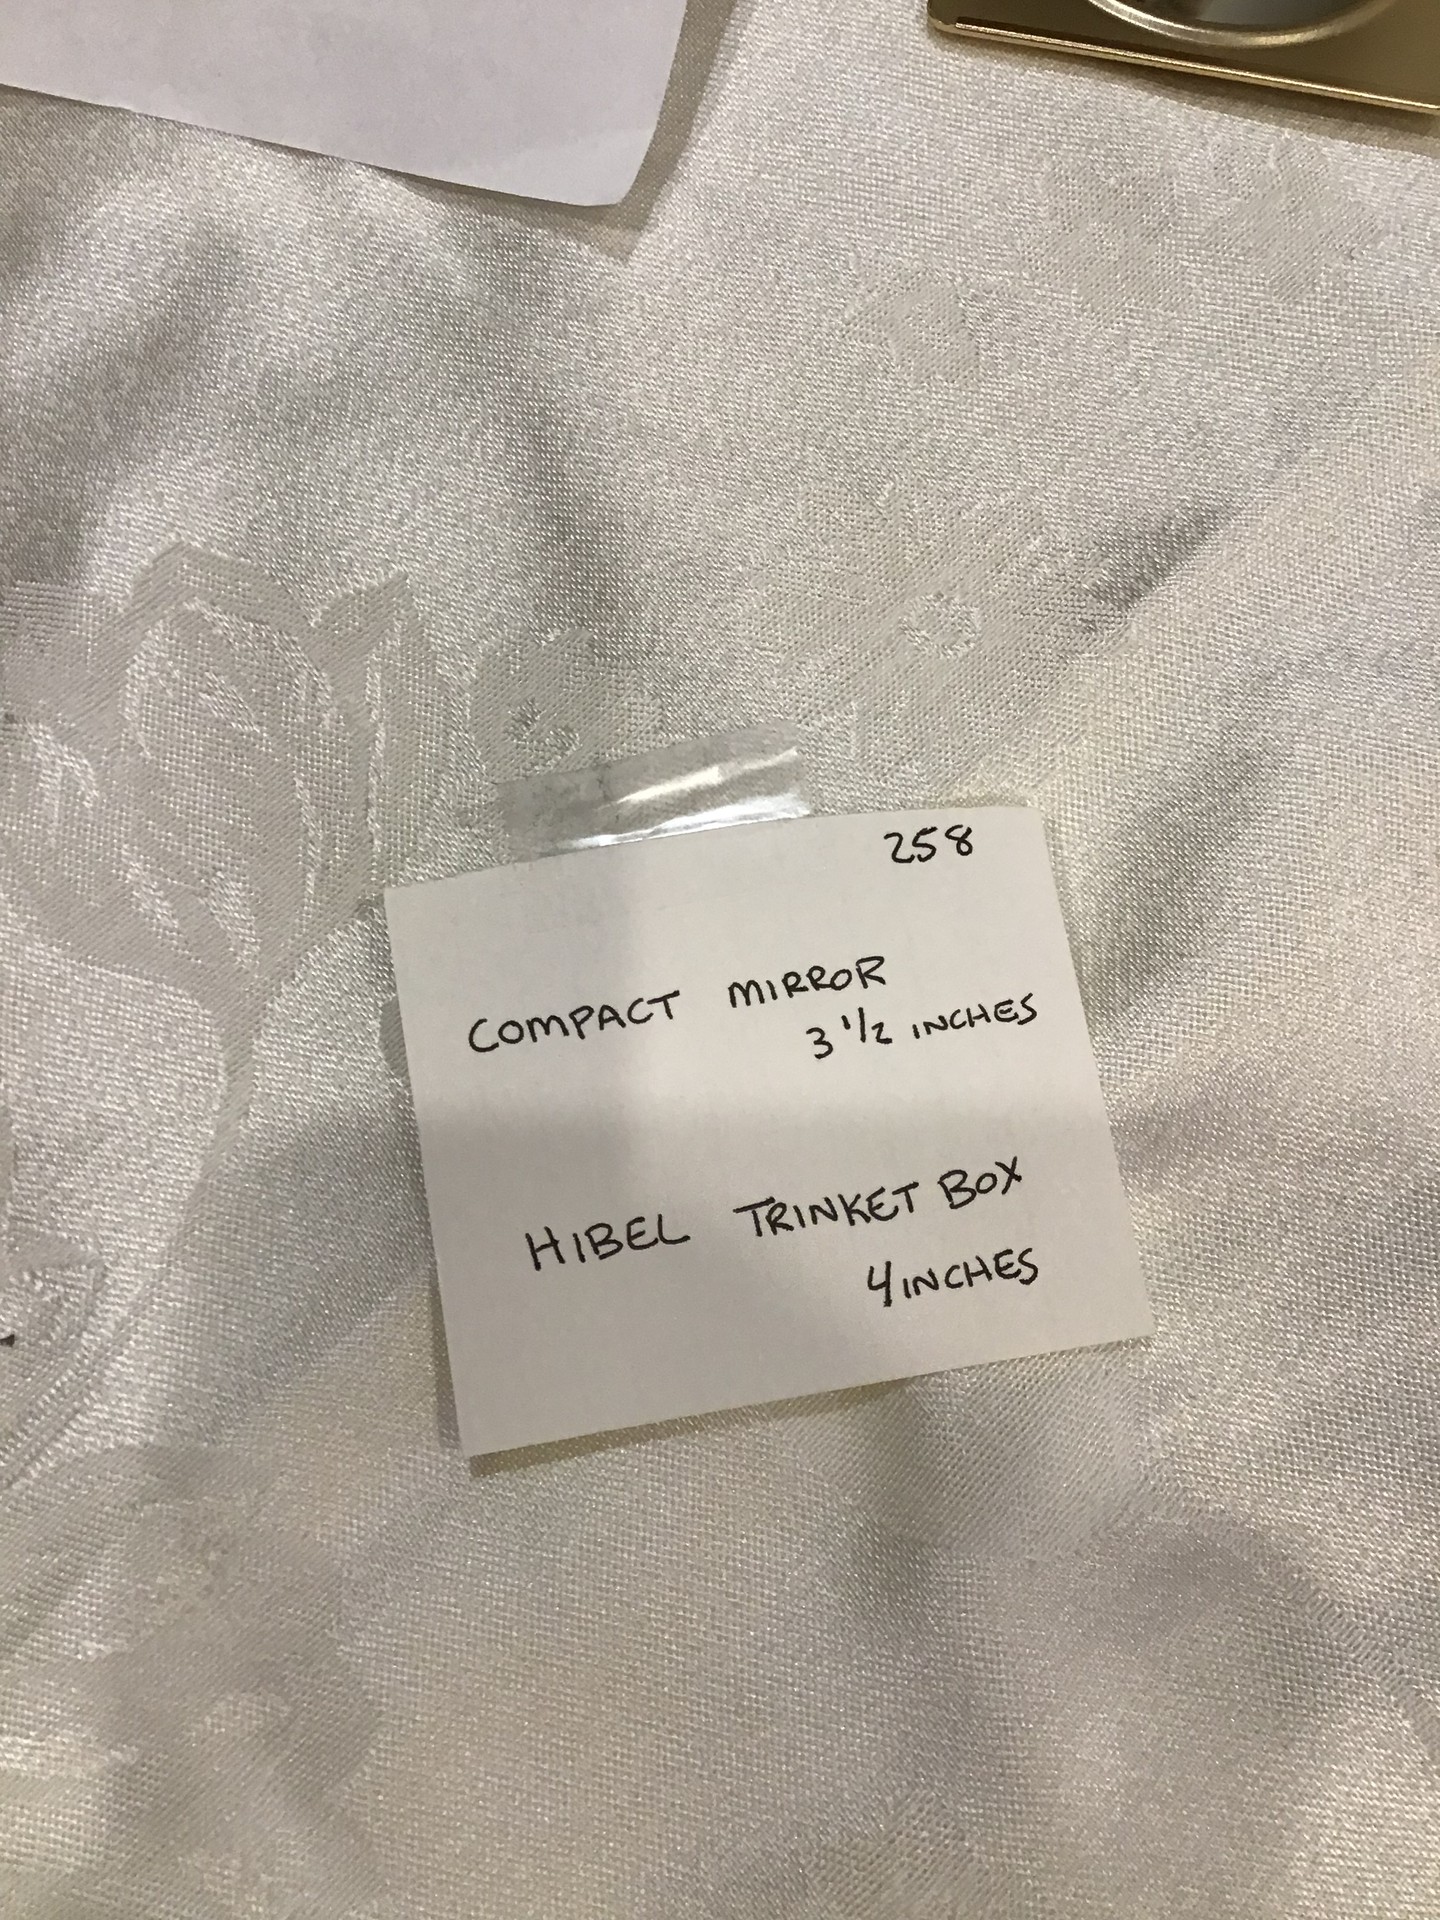 258
COMPACT MIRROR
3 1/2 INCHES
HIBEL TRINKET BOX
4 INCHES